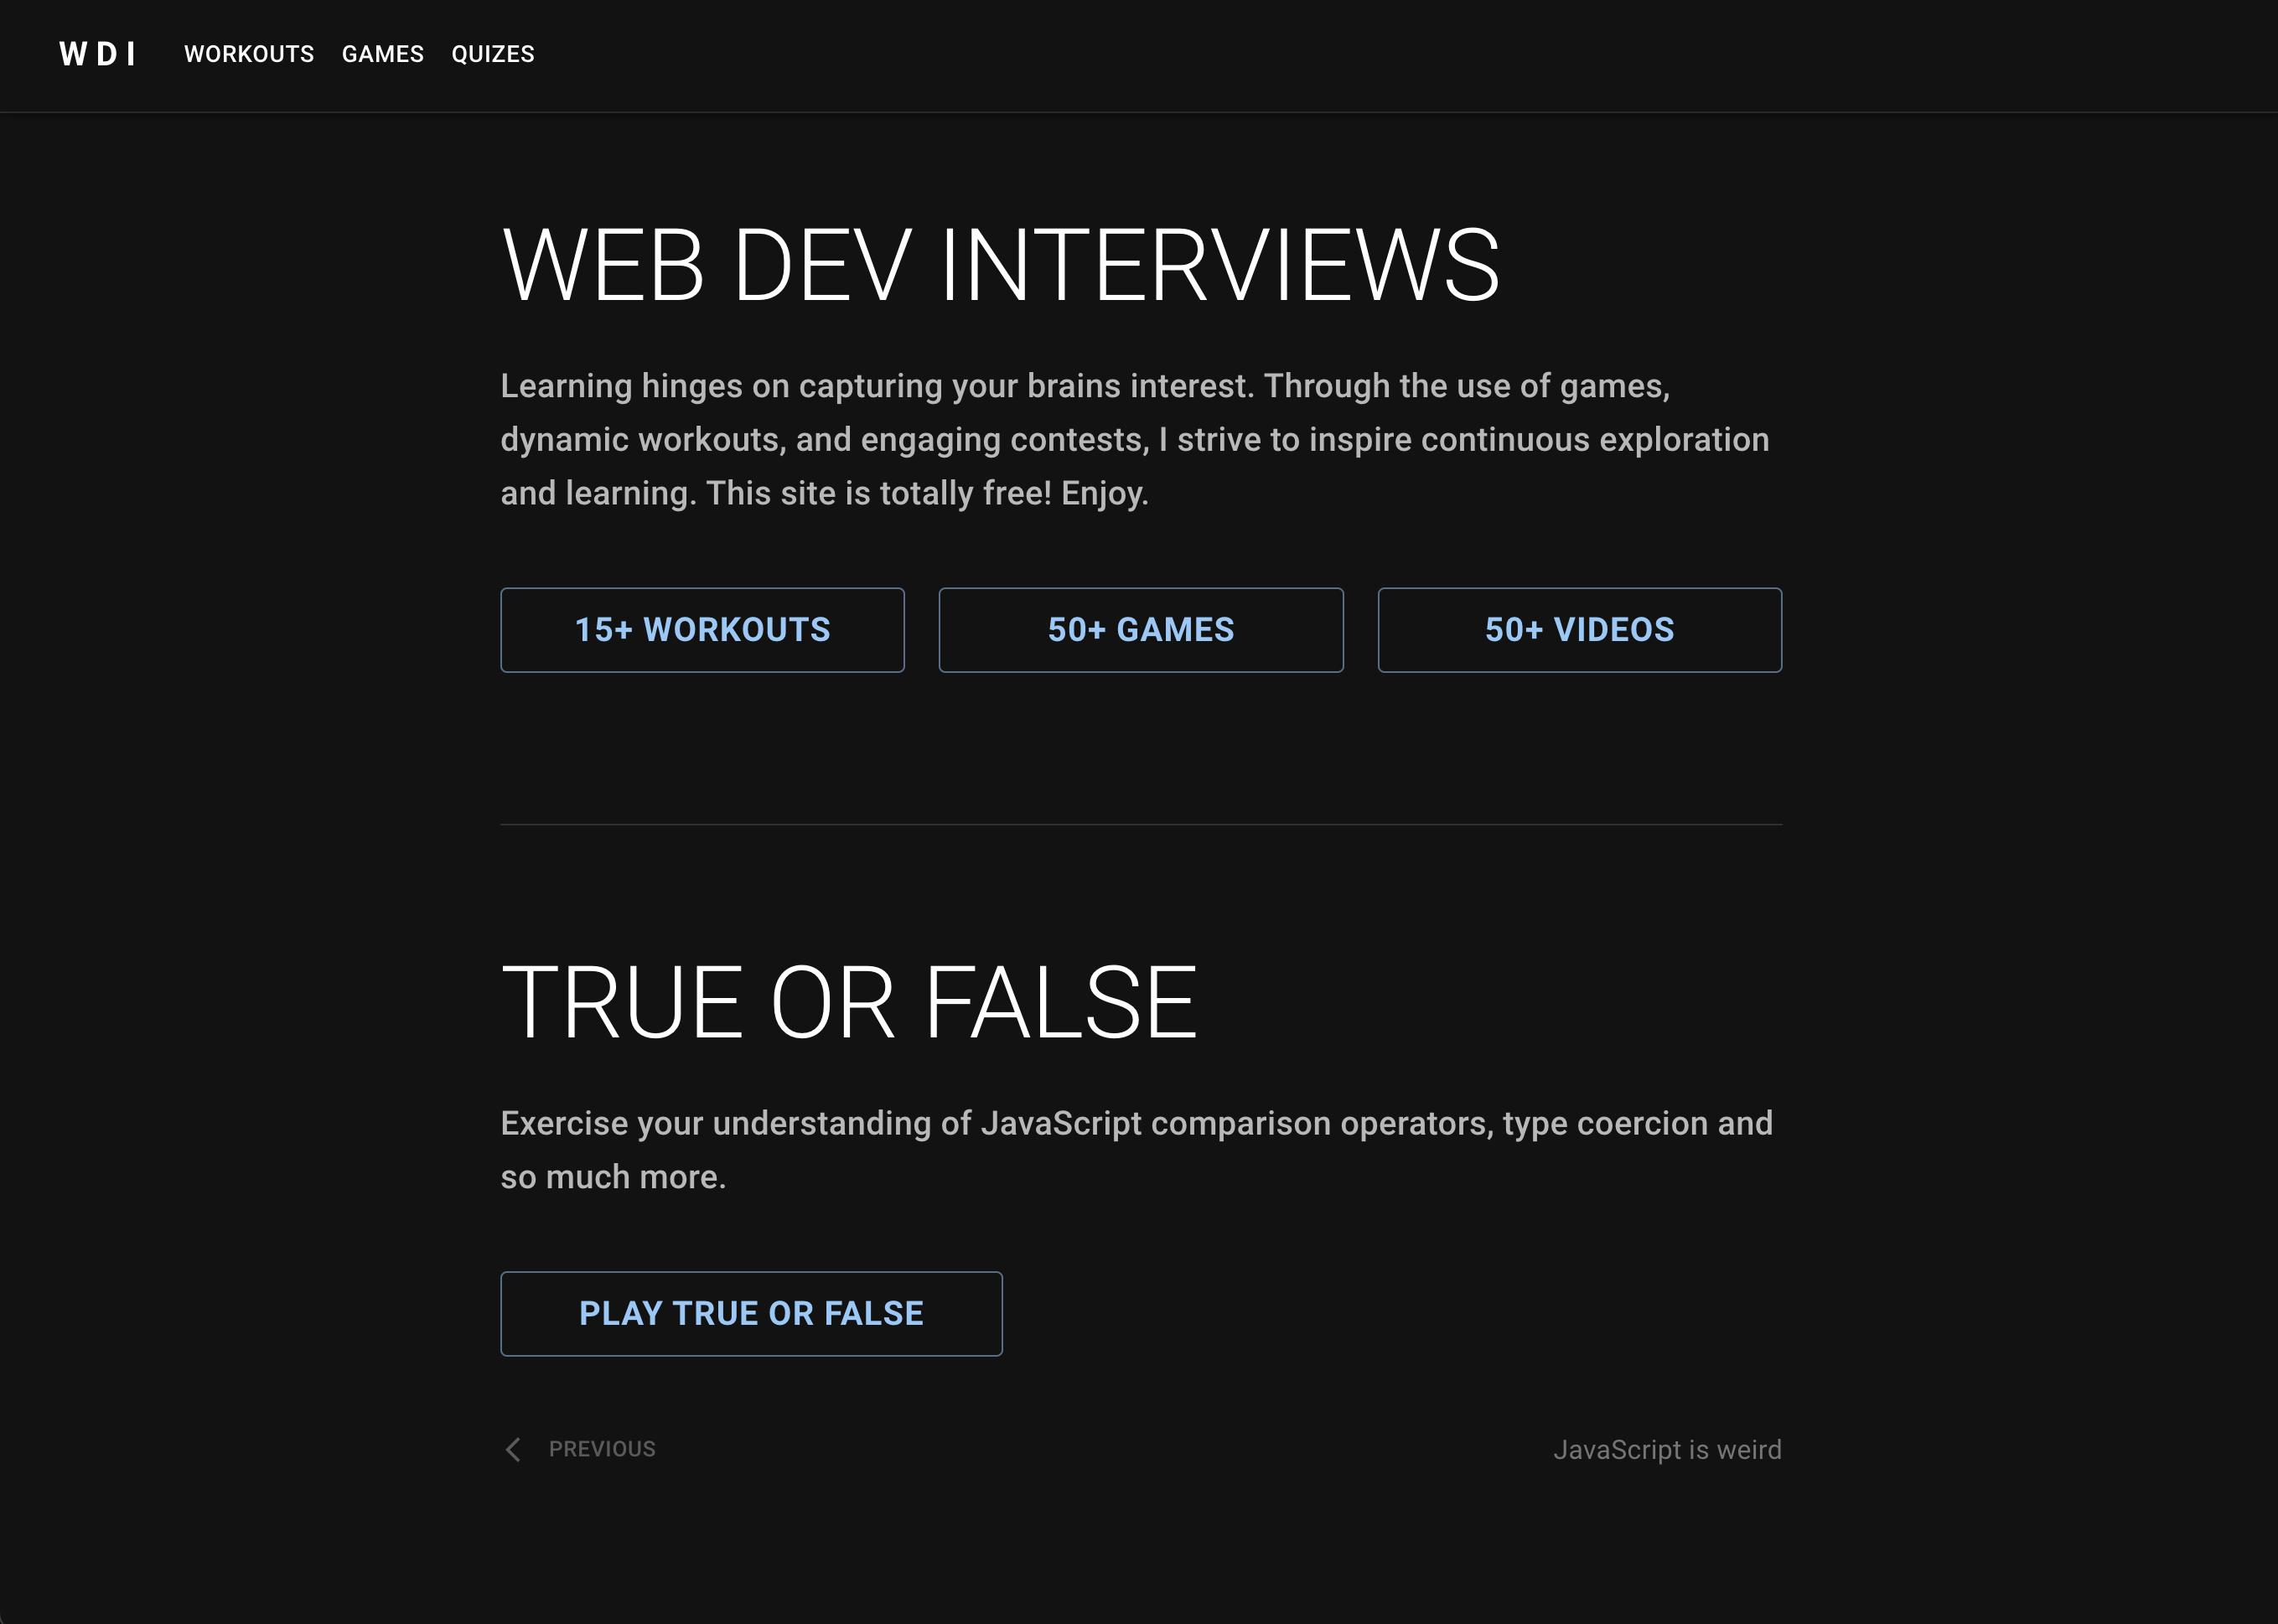 WDI WORKOUTS GAMES QUIZES
WEB DEV INTERVIEWS
Learning hinges on capturing your brains interest. Through the use of games,
dynamic workouts, and engaging contests, I strive to inspire continuous exploration
and learning. This site is totally free! Enjoy.
15+ WORKOUTS 50+ GAMES 50+ VIDEOS
TRUE OR FALSE
Exercise your understanding of JavaScript comparison operators, type coercion and
so much more.
PLAY TRUE OR FALSE
PREVIOUS JavaScript is weird